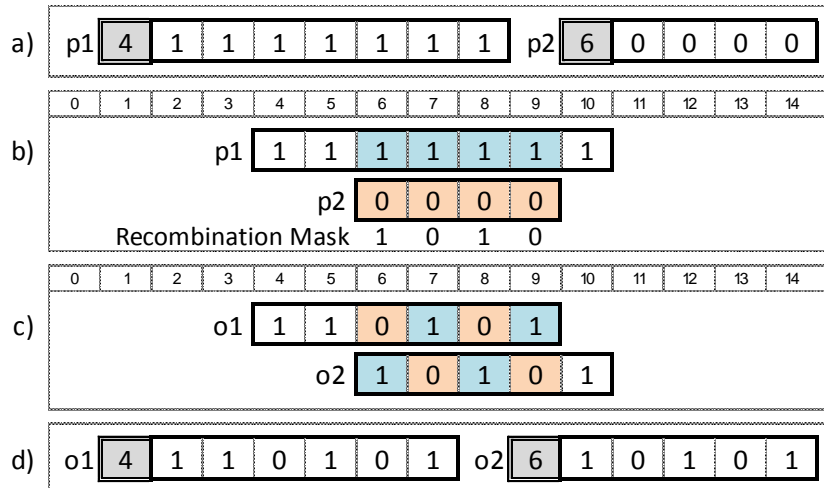 a) p1 4 1 1 1 1 1 1 1 p2 6 0 0 0 0
0 1 2 3 4 5 6 7 8 9 10 11 12 13 14
b) p1 1 1 1 1 1 1 1
p2 0 0 0 0
Recombination Mask 1 0 1 0
0 1 2 3 4 5 6 7 8 9 10 11 12 13 14
c) o1 1 1 0 1 0 1
o2 1 0 1 0 1
d) o1 4 1 1 0 1 0 1 o2 6 1 0 1 0 1